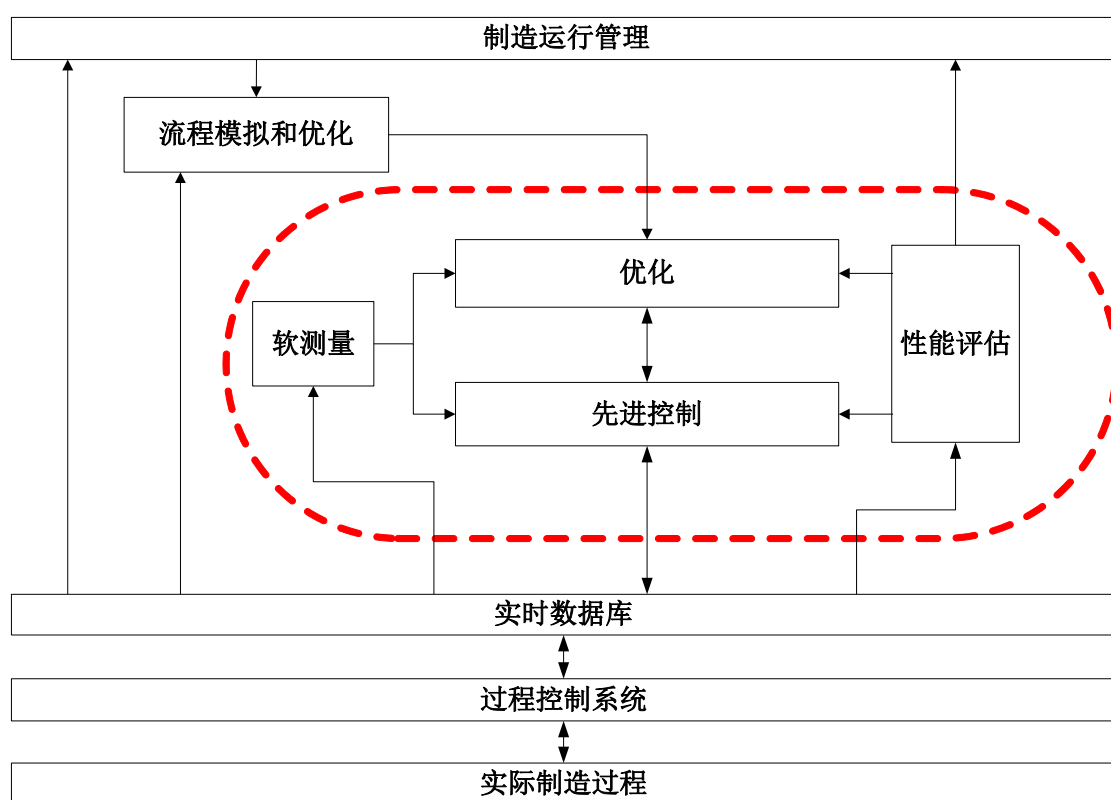 制造运行管理
流程模拟和优化
优化
软测量
性能评估
先进控制
实时数据库
过程控制系统
实际制造过程